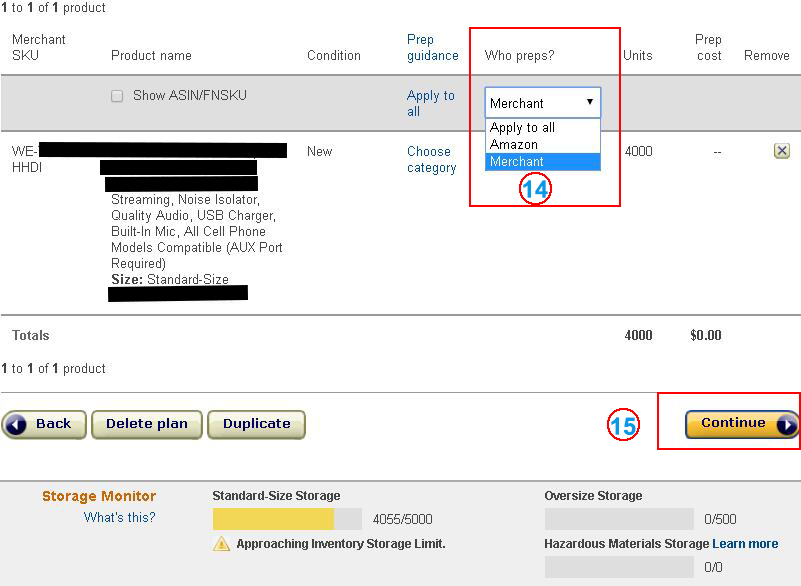 1 to 1 of 1 product
Merchant SKU Product name Condition Prep guidance Who preps? Units Prep cost Remove
Show ASIN/FNSKU Apply to all Merchant
Apply to all
Amazon
Merchant
14
WE- New Choose category 4000 --
HHDI
Streaming, Noise Isolator,
Quality Audio, USB Charger,
Built-In Mic, All Cell Phone
Models Compatible (AUX Port
Required)
Size: Standard-Size
Totals 4000 $0.00
1 to 1 of 1 product
Back Delete plan Duplicate 15 Continue
Storage Monitor Standard-Size Storage Oversize Storage
What's this? 4055/5000 0/500
Approaching Inventory Storage Limit. Hazardous Materials Storage Learn more
0/0